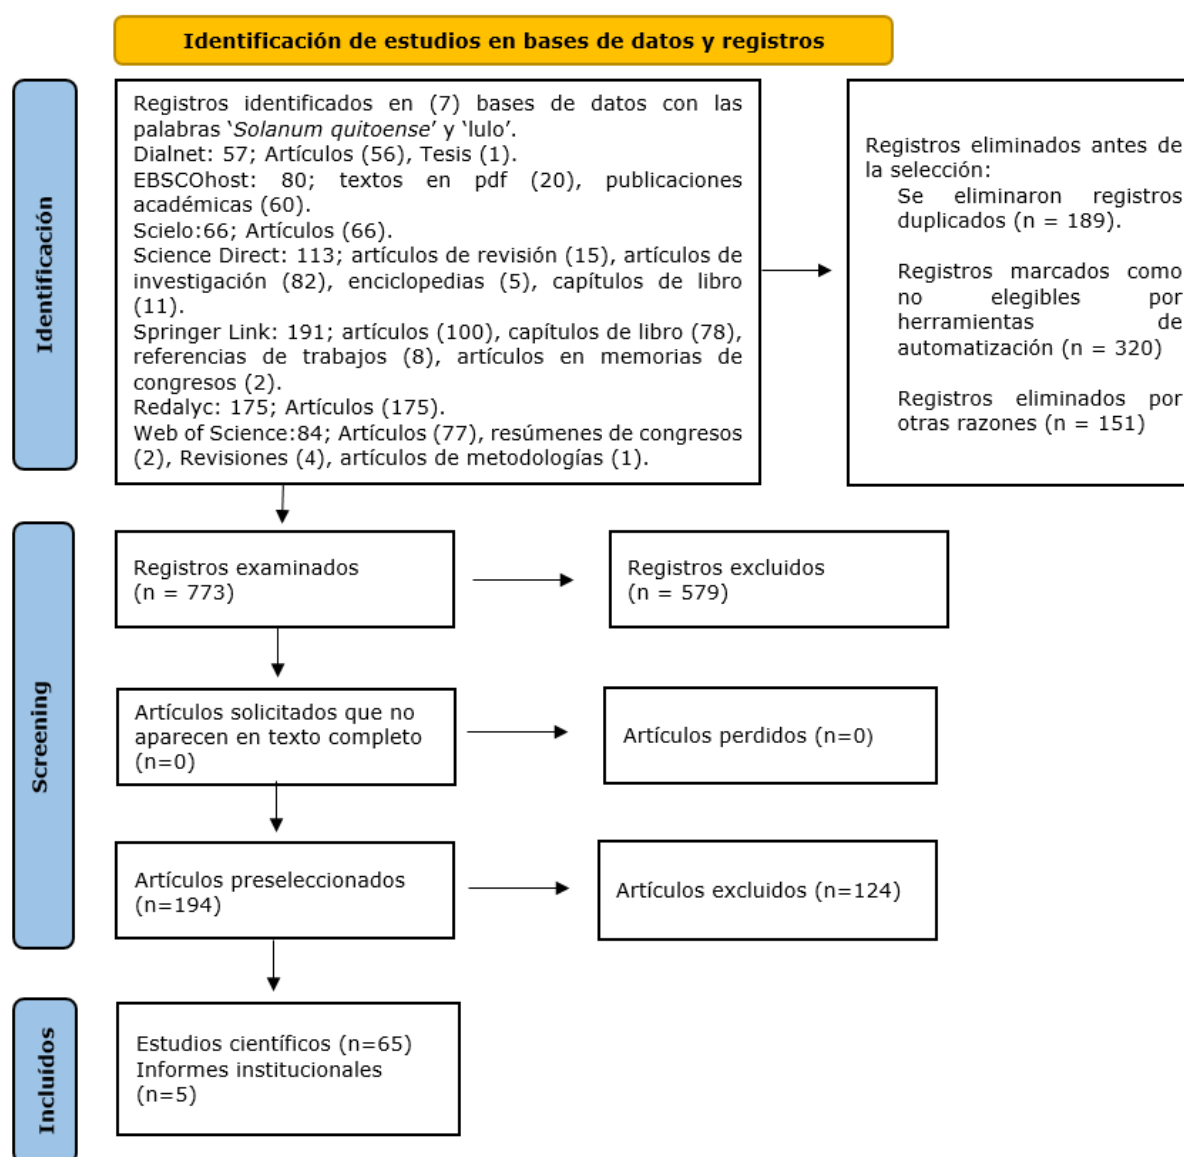 Identificación de estudios en bases de datos y registros
Identificación
Registros identificados en (7) bases de datos con las
palabras ‘Solanum quitoense’ y ‘lulo’.
Dialnet: 57; Artículos (56), Tesis (1).
EBSCOhost: 80; textos en pdf (20), publicaciones
académicas (60).
Scielo:66; Artículos (66).
Science Direct: 113; artículos de revisión (15), artículos de
investigación (82), enciclopedias (5), capítulos de libro
(11).
Springer Link: 191; artículos (100), capítulos de libro (78),
referencias de trabajos (8), artículos en memorias de
congresos (2).
Redalyc: 175; Artículos (175).
Web of Science:84; Artículos (77), resúmenes de congresos
(2), Revisiones (4), artículos de metodologías (1).
Registros eliminados antes de
la selección:
Se eliminaron registros
duplicados (n = 189).
Registros marcados como
no elegibles por
herramientas de
automatización (n = 320)
Registros eliminados por
otras razones (n = 151)
Screening
Registros examinados
(n = 773)
Registros excluidos
(n = 579)
Artículos solicitados que no
aparecen en texto completo
(n=0)
Artículos perdidos (n=0)
Artículos preseleccionados
(n=194)
Artículos excluidos (n=124)
Incluídos
Estudios científicos (n=65)
Informes institucionales
(n=5)